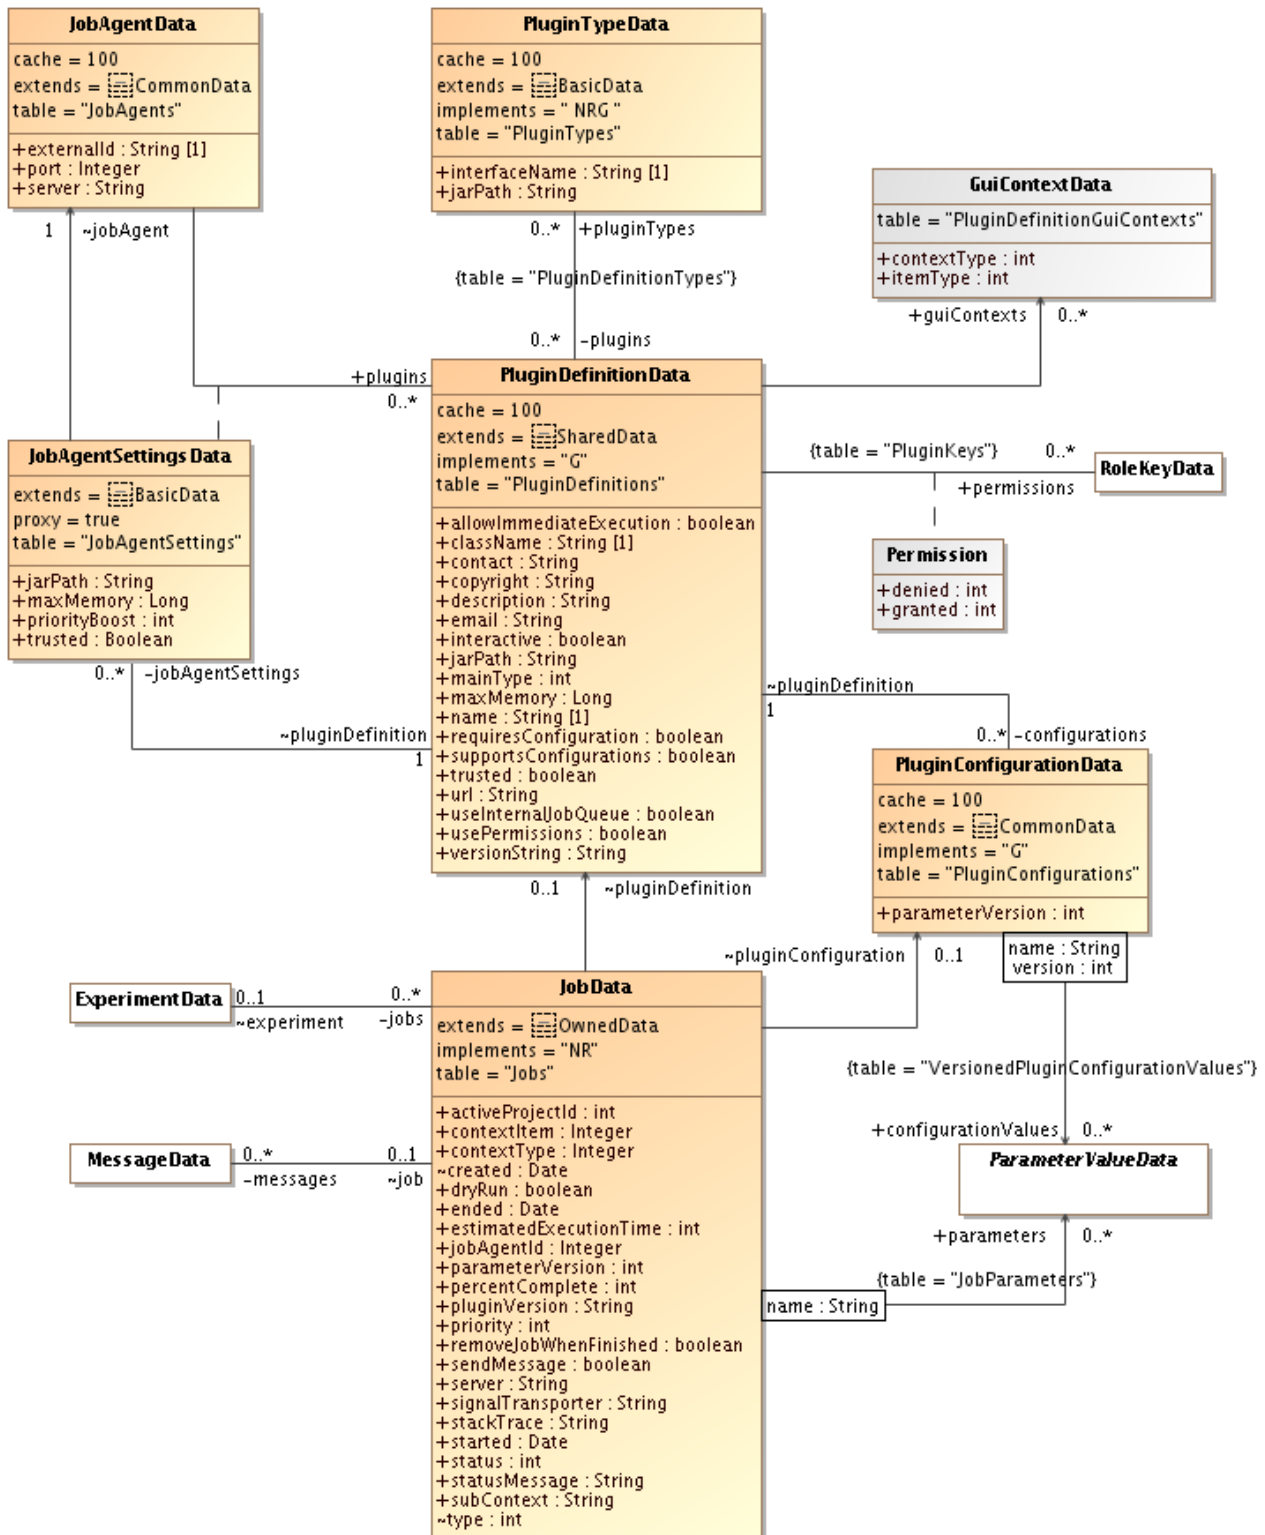 JobAgentData
cache = 100
extends = CommonData
table = "JobAgents"
+externalId : String [1]
+port : Integer
+server : String
PluginTypeData
cache = 100
extends = BasicData
implements = " NRG "
table = "PluginTypes"
+interfaceName : String [1]
+jarPath : String
GuiContextData
table = "PluginDefinitionGuiContexts"
+contextType : int
+itemType : int
1
~jobAgent
0..*
+pluginTypes
{table = "PluginDefinitionTypes"}
0..*
-plugins
+guiContexts
0..*
+plugins
0..*
PluginDefinitionData
cache = 100
extends = SharedData
implements = "G"
table = "PluginDefinitions"
+allowImmediateExecution : boolean
+className : String [1]
+contact : String
+copyright : String
+description : String
+email : String
+interactive : boolean
+jarPath : String
+mainType : int
+maxMemory : Long
+name : String [1]
+requiresConfiguration : boolean
+supportsConfigurations : boolean
+trusted : boolean
+url : String
+useInternalJobQueue : boolean
+usePermissions : boolean
+versionString : String
JobAgentSettingsData
extends = BasicData
proxy = true
table = "JobAgentSettings"
+jarPath : String
+maxMemory : Long
+priorityBoost : int
+trusted : Boolean
0..*
-jobAgentSettings
~pluginDefinition
1
{table = "PluginKeys"}
0..*
+permissions
RoleKeyData
Permission
+denied : int
+granted : int
~pluginDefinition
1
0..*
-configurations
PluginConfigurationData
cache = 100
extends = CommonData
implements = "G"
table = "PluginConfigurations"
+parameterVersion : int
name : String
version : int
0..1
~pluginDefinition
~pluginConfiguration
0..1
ExperimentData
0..1
~experiment
0..*
-jobs
MessageData
0..*
-messages
0..1
~job
JobData
extends = OwnedData
implements = "NR"
table = "Jobs"
+activeProjectId : int
+contextItem : Integer
+contextType : Integer
~created : Date
+dryRun : boolean
+ended : Date
+estimatedExecutionTime : int
+jobAgentId : Integer
+parameterVersion : int
+percentComplete : int
+pluginVersion : String
+priority : int
+removeJobWhenFinished : boolean
+sendMessage : boolean
+server : String
+signalTransporter : String
+stackTrace : String
+started : Date
+status : int
+statusMessage : String
+subContext : String
~type : int
{table = "VersionedPluginConfigurationValues"}
+configurationValues
0..*
ParameterValueData
+parameters
0..*
{table = "JobParameters"}
name : String